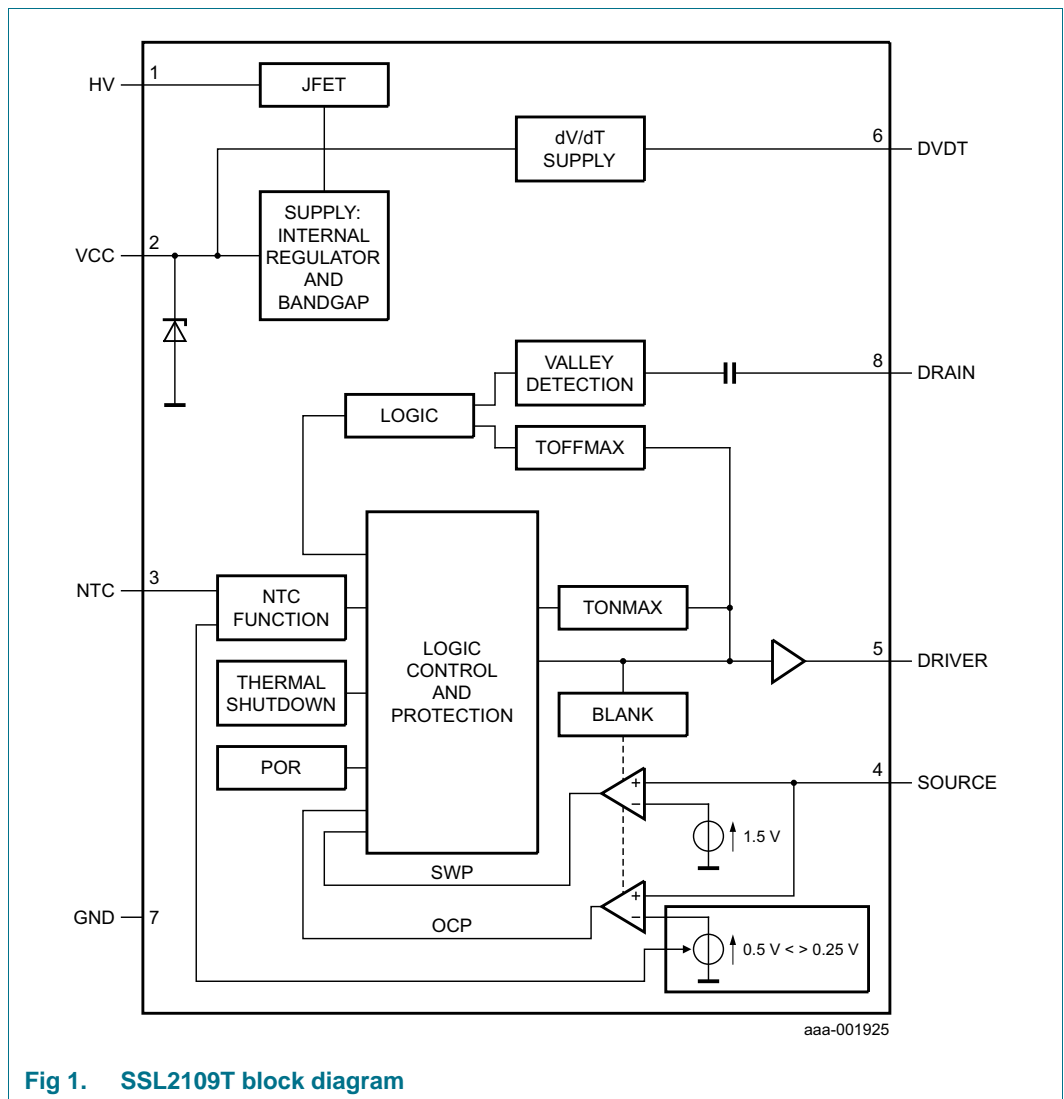 HV
1
JFET
dV/dT
SUPPLY
6
DVDT
SUPPLY:
INTERNAL
REGULATOR
AND
BANDGAP
VCC
2
VALLEY
DETECTION
8
DRAIN
LOGIC
TOFFMAX
NTC
3
NTC
FUNCTION
TONMAX
LOGIC
CONTROL
AND
PROTECTION
5
DRIVER
THERMAL
SHUTDOWN
BLANK
POR
+
−
4
SOURCE
1.5 V
SWP
+
−
GND
7
OCP
0.5 V < > 0.25 V
aaa-001925
Fig 1. SSL2109T block diagram